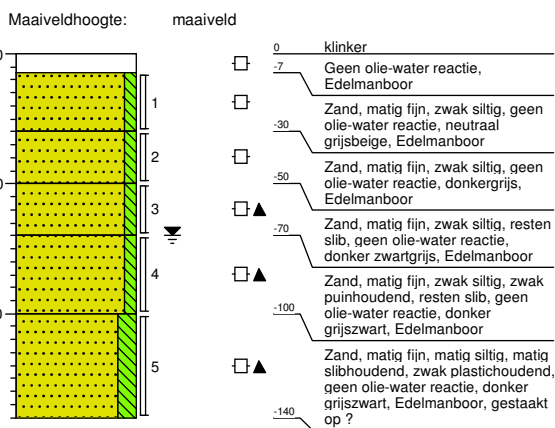 Maaiveldhoogte: maaiveld
0
klinker
-7
Geen olie-water reactie,
Edelmanboor
1
Zand, matig fijn, zwak siltig, geen
olie-water reactie, neutraal
grijsbeige, Edelmanboor
-30
2
Zand, matig fijn, zwak siltig, geen
olie-water reactie, donkergrijs,
Edelmanboor
-50
3
Zand, matig fijn, zwak siltig, resten
slib, geen olie-water reactie,
donker zwartgrijs, Edelmanboor
-70
4
Zand, matig fijn, zwak siltig, zwak
puinhoudend, resten slib, geen
olie-water reactie, donker
grijszwart, Edelmanboor
-100
5
Zand, matig fijn, matig siltig, matig
slibhoudend, zwak plastichoudend,
geen olie-water reactie, donker
grijszwart, Edelmanboor, gestaakt
op ?
-140